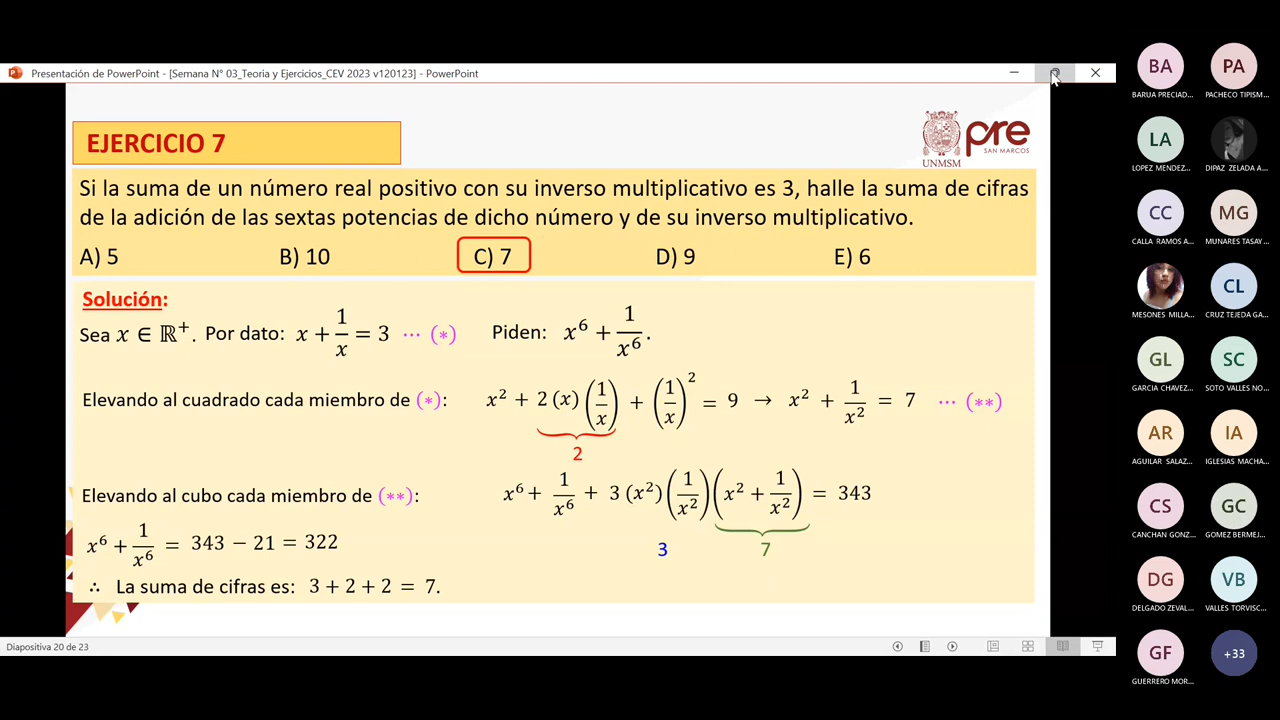 Presentación de PowerPoint - [Semana N° 03_Teoria y Ejercicios_CEV 2023 v120123] - PowerPoint
EJERCICIO 7
UNMSM
pre
SAN MARCOS
Si la suma de un número real positivo con su inverso multiplicativo es 3, halle la suma de cifras
de la adición de las sextas potencias de dicho número y de su inverso multiplicativo.
A) 5 B) 10 C) 7 D) 9 E) 6
Solución:
Sea x ∈ ℝ⁺. Por dato: x + 1/x = 3 ⋯ (∗) Piden: x⁶ + 1/x⁶.
Elevando al cuadrado cada miembro de (∗): x² + 2 (x) (1/x) + (1/x)² = 9 → x² + 1/x² = 7 ⋯ (∗∗)
2
Elevando al cubo cada miembro de (∗∗): x⁶ + 1/x⁶ + 3 (x²) (1/x²) (x² + 1/x²) = 343
3 7
x⁶ + 1/x⁶ = 343 − 21 = 322
∴ La suma de cifras es: 3 + 2 + 2 = 7.
Diapositiva 20 de 23
BA PA
BARUA PRECIAD... PACHECO TIPISM...
LA
LOPEZ MENDEZ... DIPAZ ZELADA A...
CC MG
CALLA RAMOS A... MUNARES TASAY...
CL
MESONES MILLA... CRUZ TEJEDA GA...
GL SC
GARCIA CHAVEZ... SOTO VALLES NO...
AR IA
AGUILAR SALAZ... IGLESIAS MACHA...
CS GC
CANCHAN GONZ... GOMEZ BERMEJ...
DG VB
DELGADO ZEVAL... VALLES TORVISC...
GF +33
GUERRERO MOR...